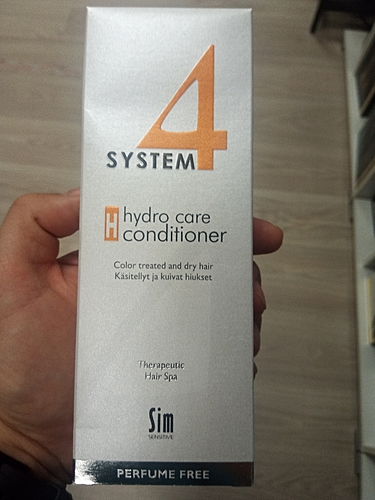 SYSTEM 4
H hydro care
conditioner
Color treated and dry hair
Käsitellyt ja kuivat hiukset
Therapeutic
Hair Spa
Sim
SENSITIVE
PERFUME FREE